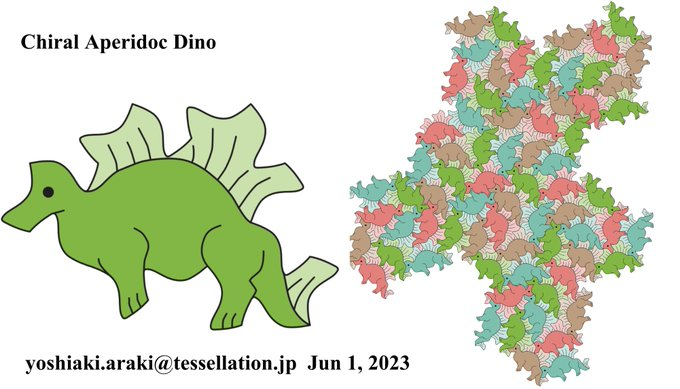 Chiral Aperidoc Dino
yoshiaki.araki@tessellation.jp  Jun 1, 2023